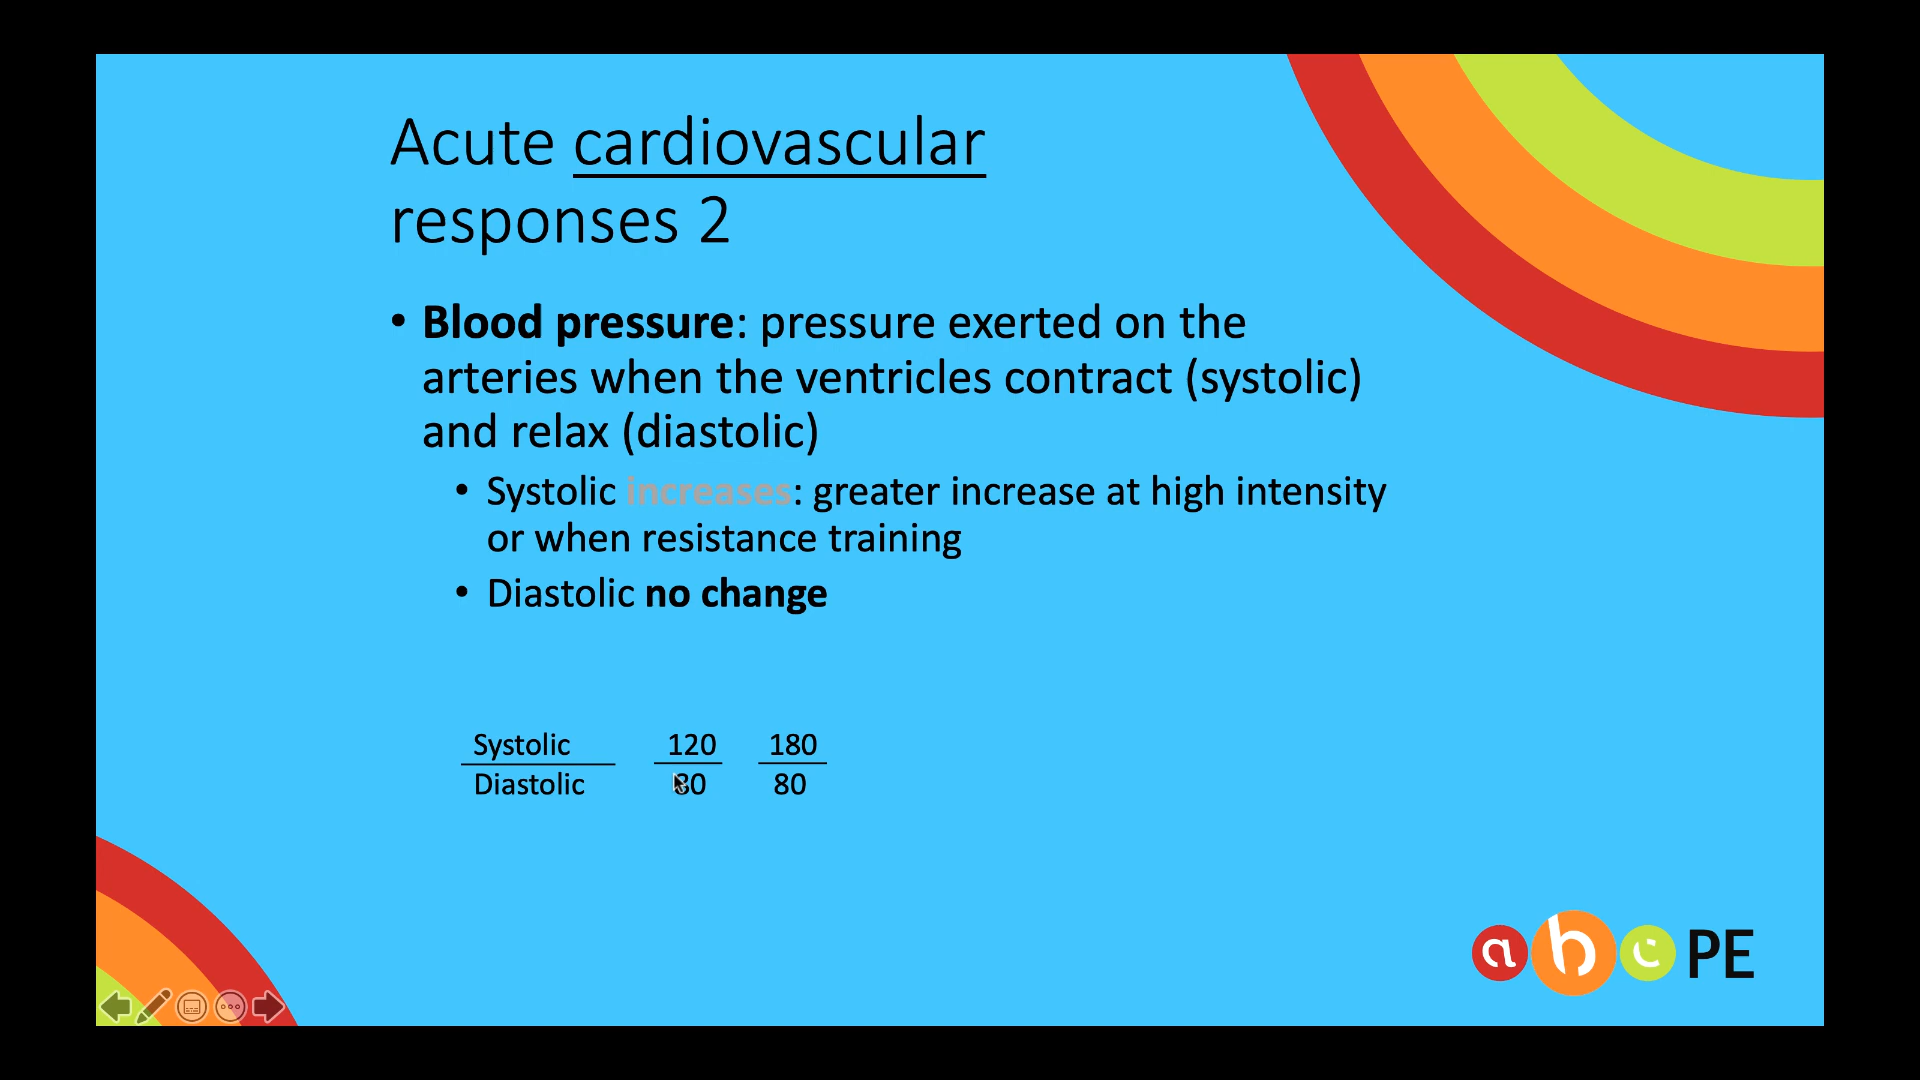 Acute cardiovascular
responses 2
• Blood pressure: pressure exerted on the
arteries when the ventricles contract (systolic)
and relax (diastolic)
• Systolic increases: greater increase at high intensity
or when resistance training
• Diastolic no change
Systolic 120 180
Diastolic 80 80
a b c PE